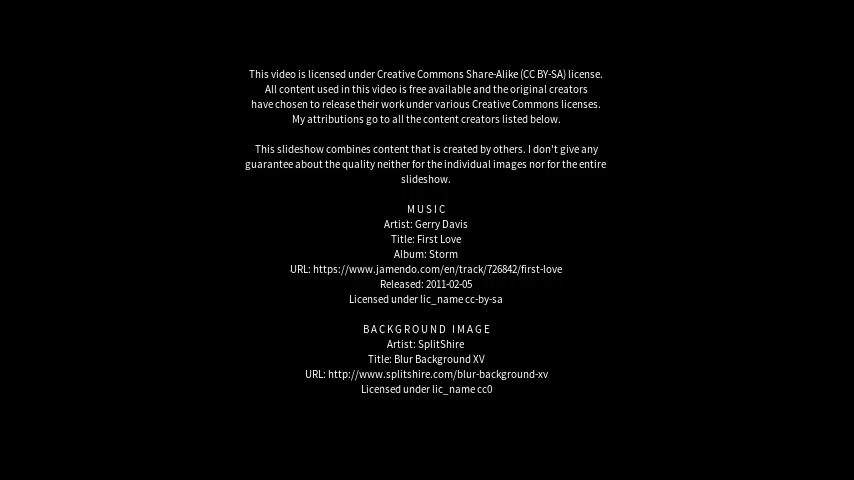 This video is licensed under Creative Commons Share-Alike (CC BY-SA) license.
All content used in this video is free available and the original creators
have chosen to release their work under various Creative Commons licenses.
My attributions go to all the content creators listed below.
This slideshow combines content that is created by others. I don't give any
guarantee about the quality neither for the individual images nor for the entire
slideshow.
MUSIC
Artist: Gerry Davis
Title: First Love
Album: Storm
URL: https://www.jamendo.com/en/track/726842/first-love
Released: 2011-02-05
Licensed under lic_name cc-by-sa
BACKGROUND IMAGE
Artist: SplitShire
Title: Blur Background XV
URL: http://www.splitshire.com/blur-background-xv
Licensed under lic_name cc0